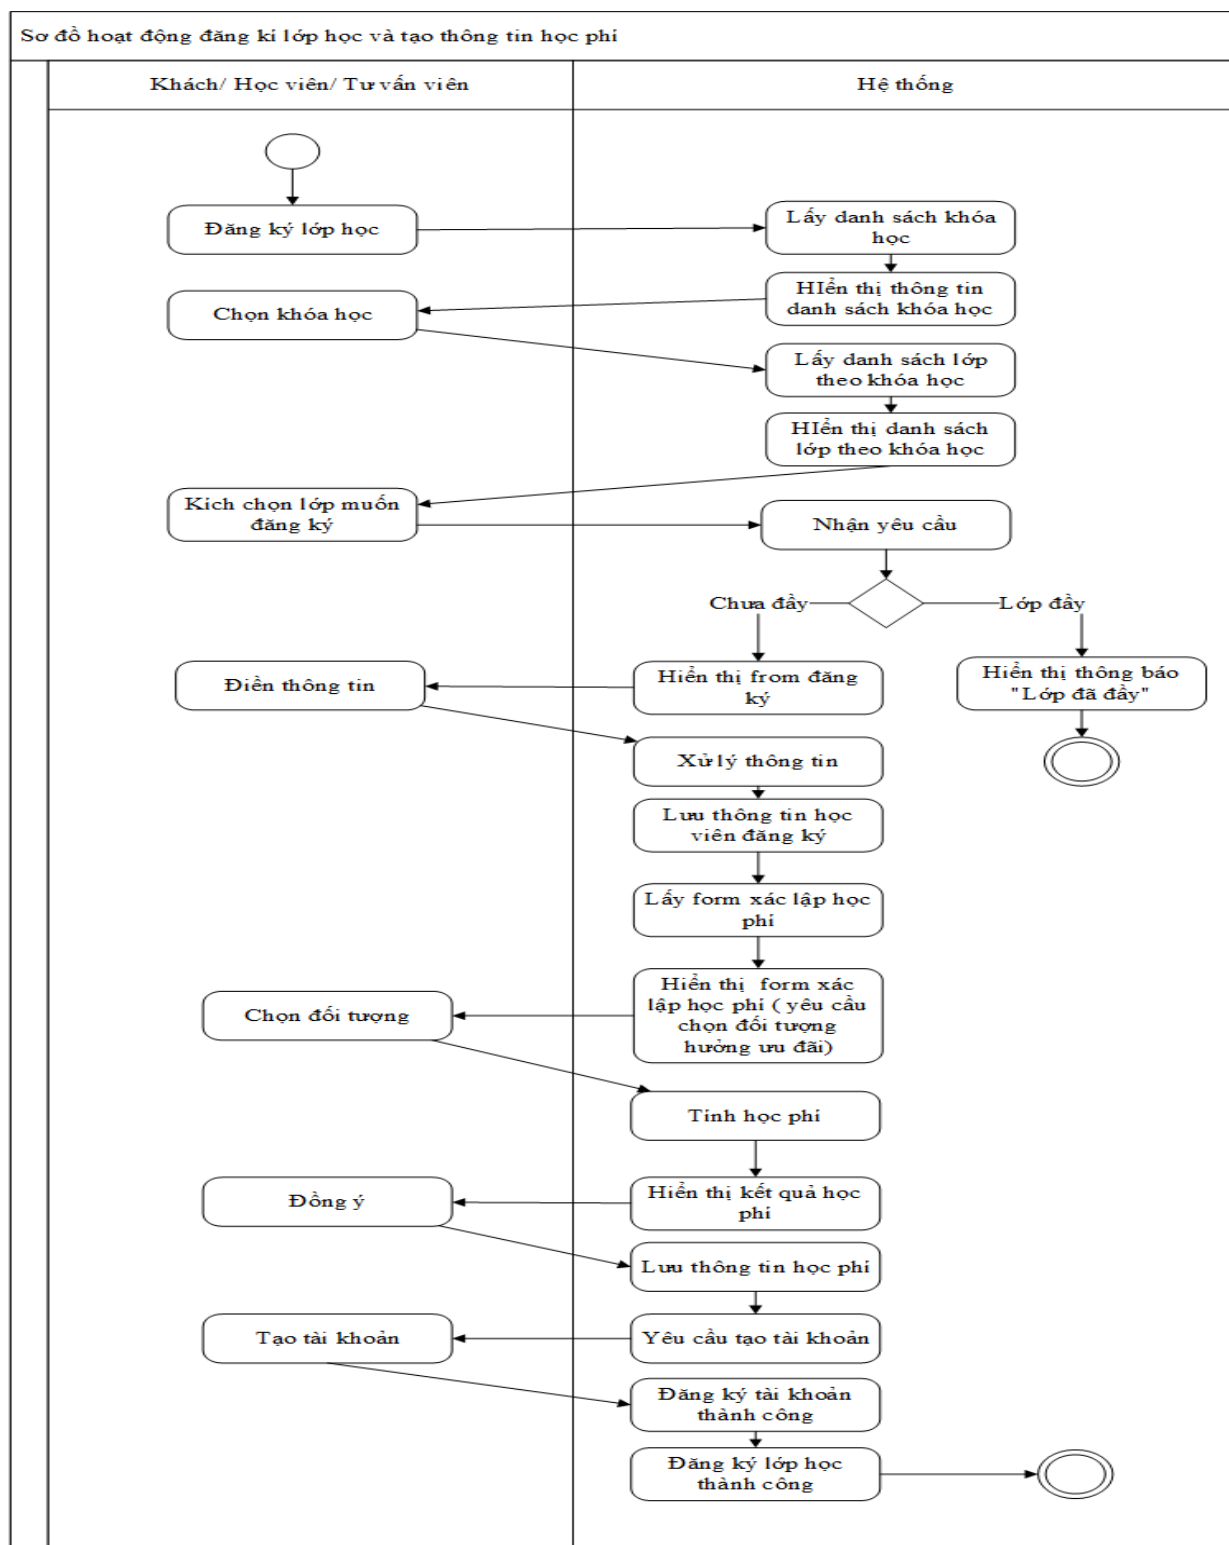 Sơ đồ hoạt động đăng kí lớp học và tạo thông tin học phí
Khách/ Học viên/ Tư vấn viên
Hệ thống
Đăng ký lớp học
Lấy danh sách khóa
học
HIển thị thông tin
danh sách khóa học
Chọn khóa học
Lấy danh sách lớp
theo khóa học
HIển thị danh sách
lớp theo khóa học
Kích chọn lớp muốn
đăng ký
Nhận yêu cầu
Chưa đầy
Lớp đầy
Hiển thị from đăng
ký
Hiển thị thông báo
"Lớp đã đầy"
Điền thông tin
Xử lý thông tin
Lưu thông tin học
viên đăng ký
Lấy form xác lập học
phí
Hiển thị form xác
lập học phí ( yêu cầu
chọn đối tượng
hưởng ưu đãi)
Chọn đối tượng
Tính học phí
Hiển thị kết quả học
phí
Đồng ý
Lưu thông tin học phí
Yêu cầu tạo tài khoản
Tạo tài khoản
Đăng ký tài khoản
thành công
Đăng ký lớp học
thành công